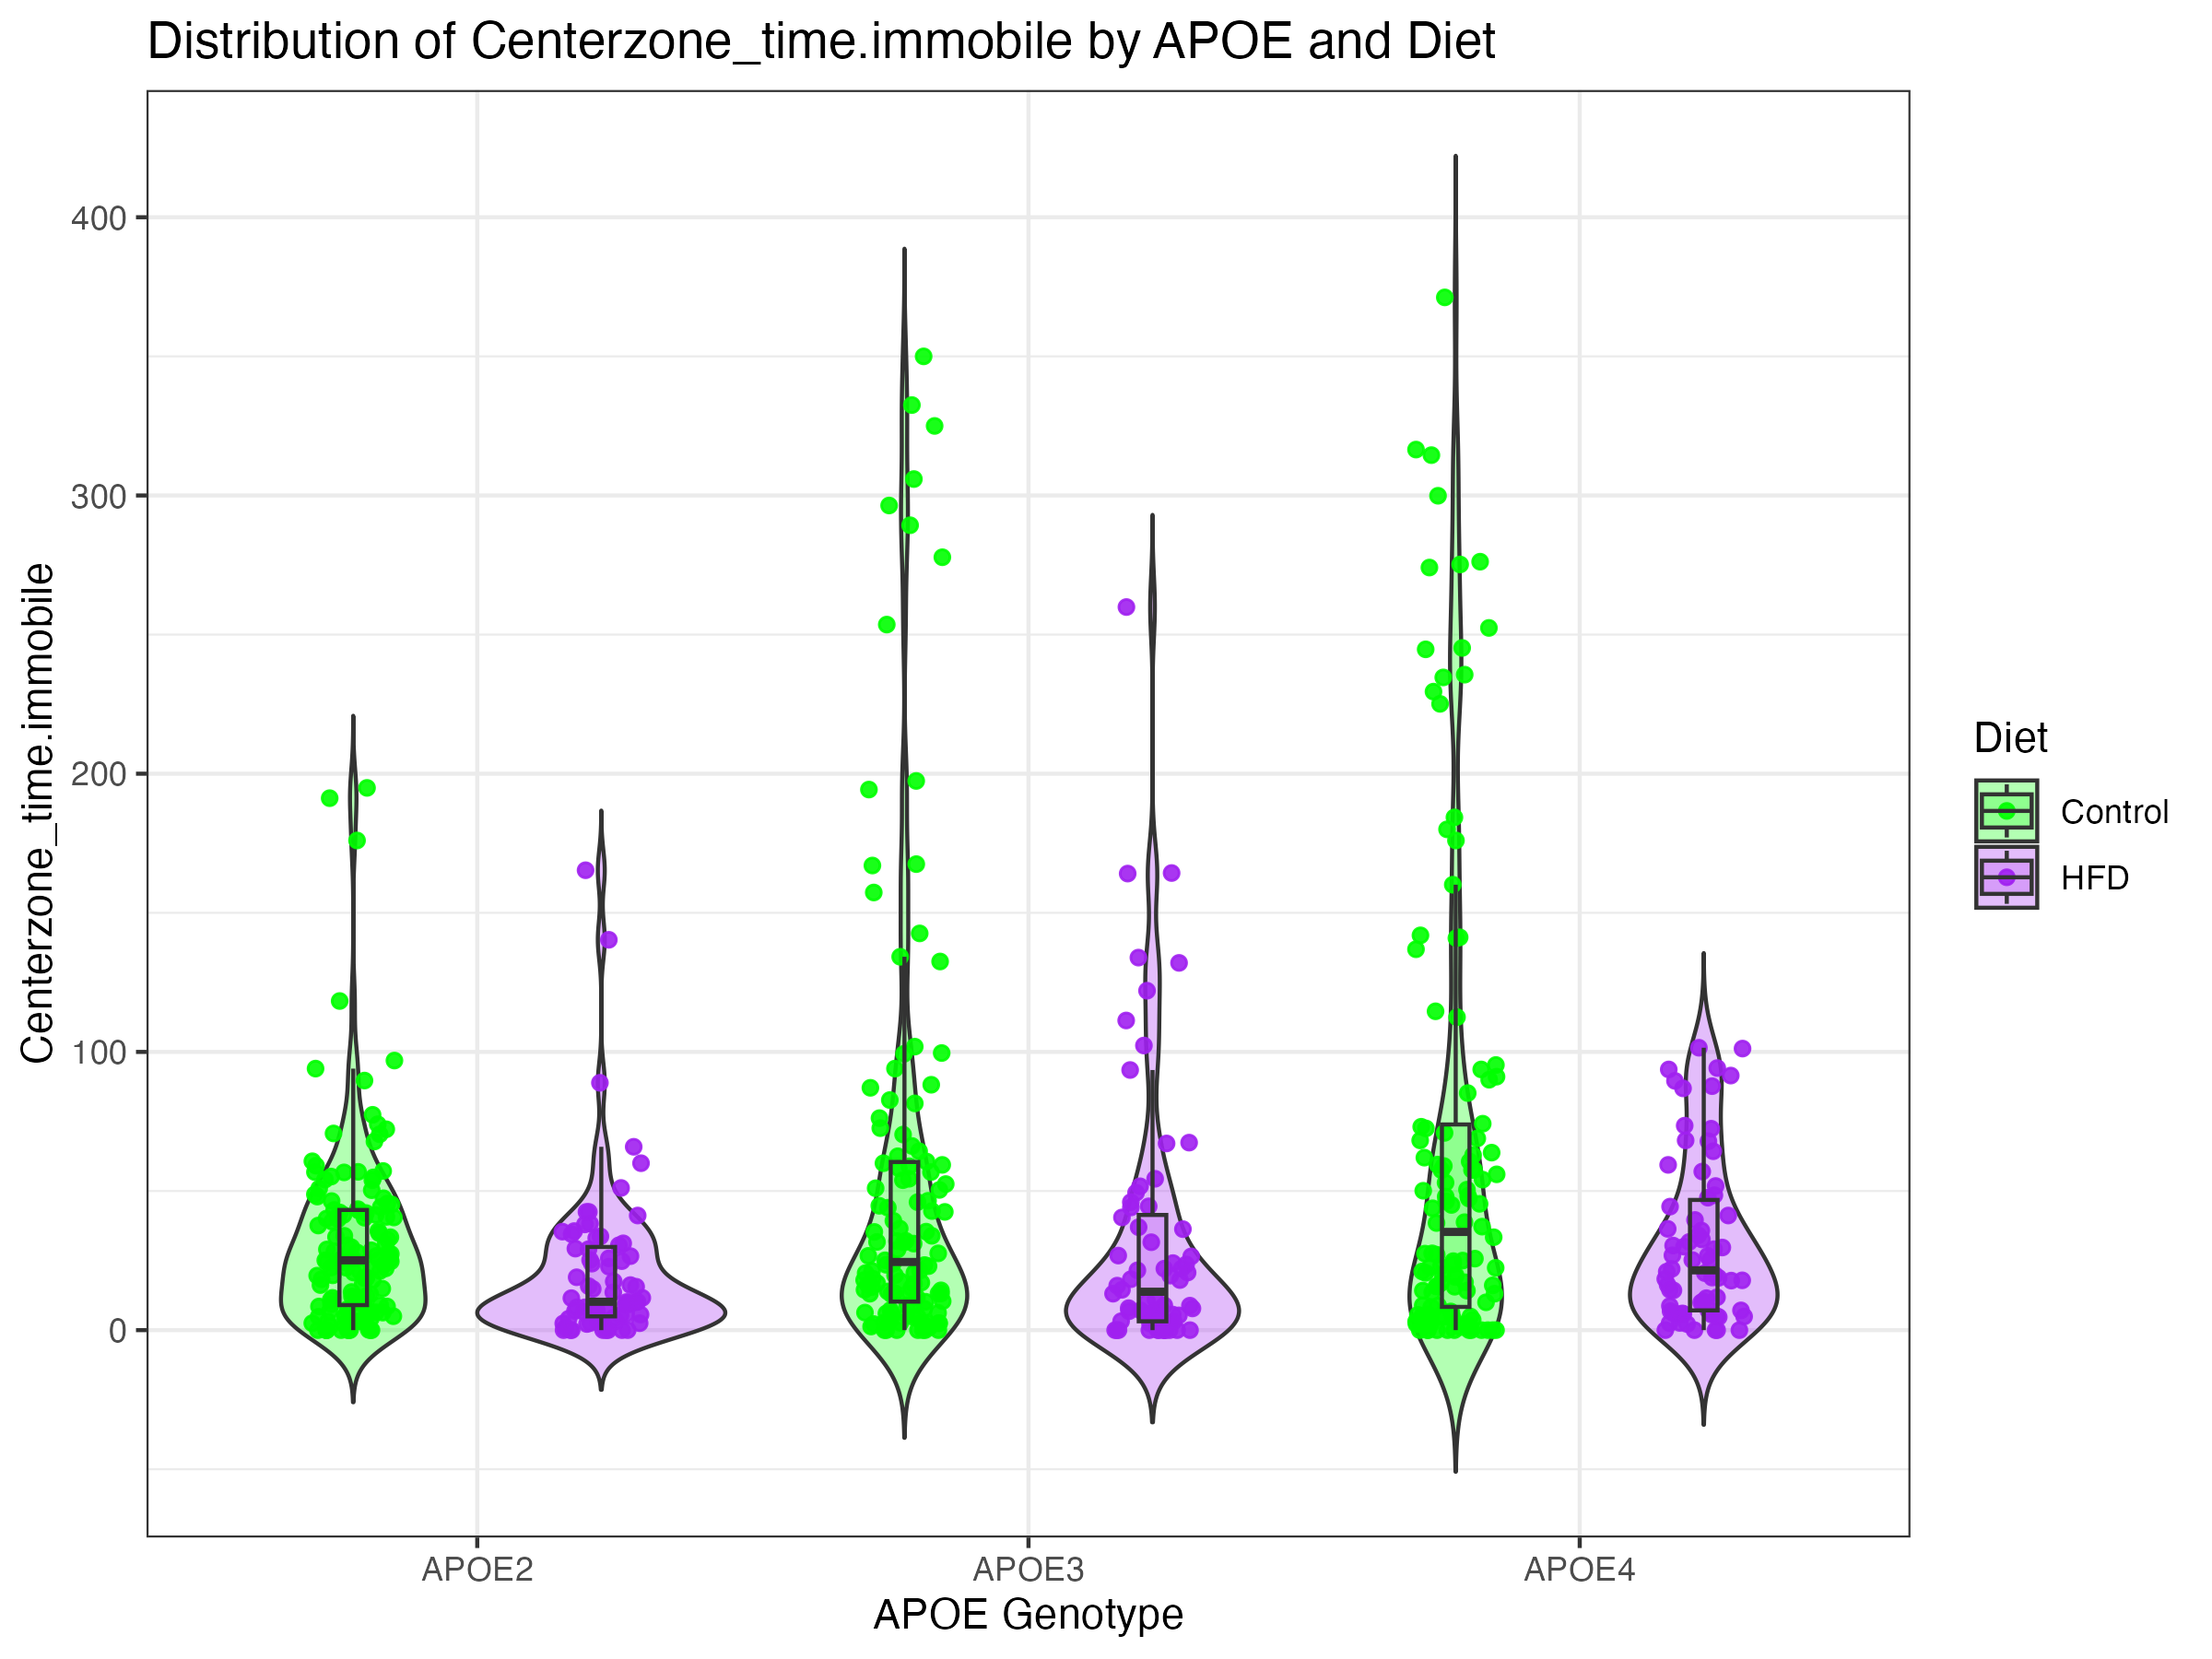 Distribution of Centerzone_time.immobile by APOE and Diet
Centerzone_time.immobile
400
300
200
100
0
APOE2
APOE3
APOE4
APOE Genotype
Diet
Control
HFD